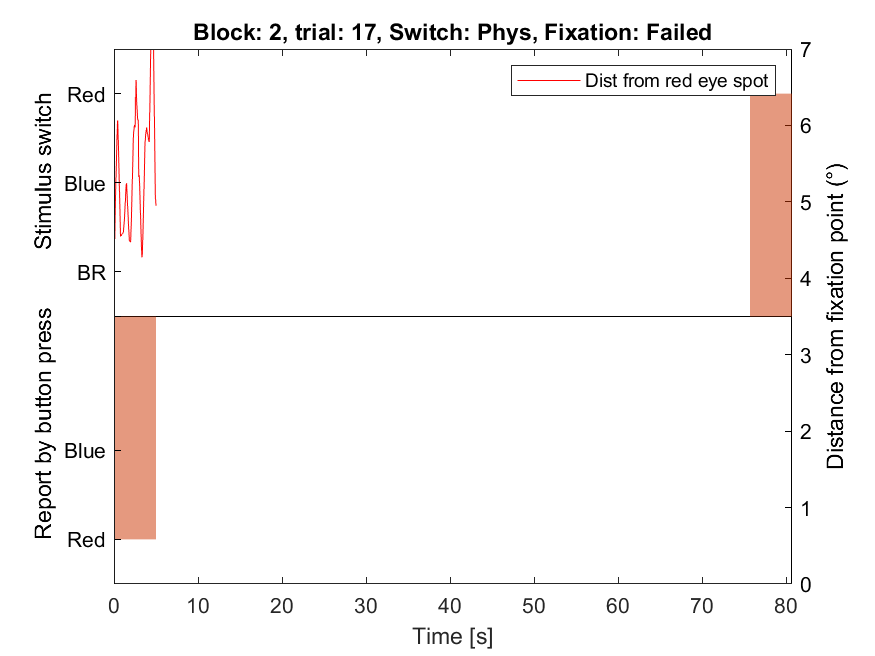 Block: 2, trial: 17, Switch: Phys, Fixation: Failed
Dist from red eye spot
Stimulus switch
Red
Blue
BR
Report by button press
Blue
Red
7
6
5
4
3
2
1
0
Distance from fixation point (°)
0 10 20 30 40 50 60 70 80
Time [s]